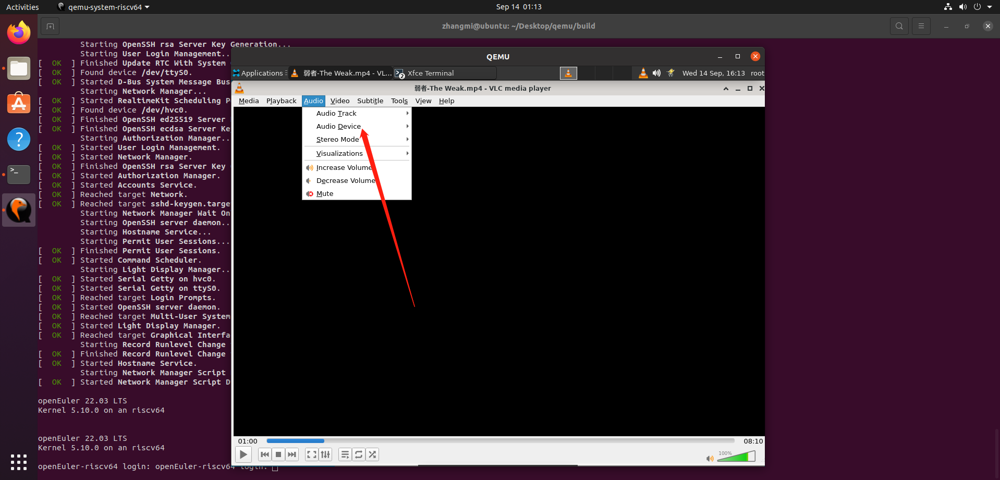 Activities
qemu-system-riscv64
Sep 14 01:13
zhangmi@ubuntu: ~/Desktop/qemu/build
Starting OpenSSH rsa Server Key Generation...
Starting User Login Management..
[ OK ] Finished Update RTC With System
[ OK ] Found device /dev/ttyS0.
[ OK ] Started D-Bus System Message Bus
Starting Network Manager...
[ OK ] Started RealtimeKit Scheduling P
[ OK ] Found device /dev/hvc0.
[ OK ] Finished OpenSSH ed25519 Server
[ OK ] Finished OpenSSH ecdsa Server Ke
Starting Authorization Manager..
[ OK ] Started User Login Management.
[ OK ] Started Network Manager.
[ OK ] Finished OpenSSH rsa Server Key
[ OK ] Started Authorization Manager.
[ OK ] Started Accounts Service.
[ OK ] Reached target Network.
[ OK ] Reached target sshd-keygen.targe
Starting Network Manager Wait On
Starting OpenSSH server daemon..
Starting Hostname Service...
Starting Permit User Sessions...
[ OK ] Finished Permit User Sessions.
[ OK ] Started Command Scheduler.
Starting Light Display Manager..
[ OK ] Started Serial Getty on hvc0.
[ OK ] Started Serial Getty on ttyS0.
[ OK ] Reached target Login Prompts.
[ OK ] Started OpenSSH server daemon.
[ OK ] Reached target Multi-User System
[ OK ] Started Light Display Manager.
[ OK ] Reached target Graphical Interfa
Starting Record Runlevel Change
[ OK ] Finished Record Runlevel Change
[ OK ] Started Hostname Service.
Starting Network Manager Script
[ OK ] Started Network Manager Script D
openEuler 22.03 LTS
Kernel 5.10.0 on an riscv64
openEuler 22.03 LTS
Kernel 5.10.0 on an riscv64
openEuler-riscv64 login: openEuler-riscv64 login:
QEMU
Applications
弱者-The Weak.mp4 - VL...
2
Xfce Terminal
Wed 14 Sep, 16:13
root
弱者-The Weak.mp4 - VLC media player
Media Playback Audio Video Subtitle Tools View Help
Audio Track
Audio Device
Stereo Mode
Visualizations
Increase Volume
Decrease Volume
Mute
01:00
08:10
100%